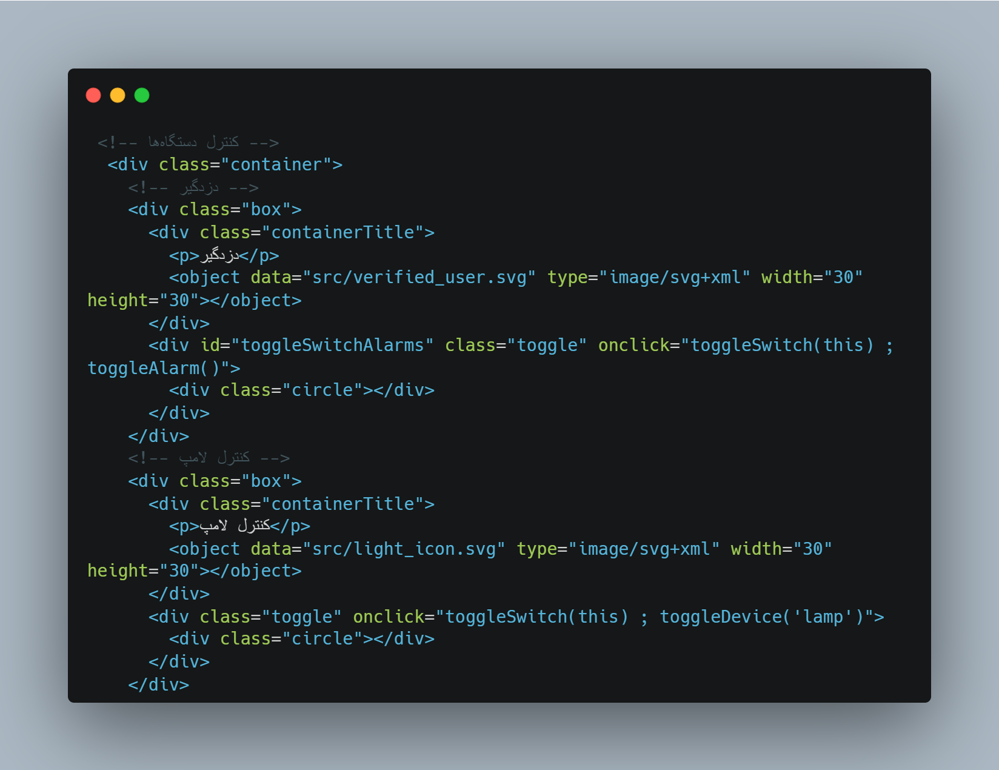 <!-- کنترل دستگاه‌ها -->
<div class="container">
<!-- دزدگیر -->
<div class="box">
<div class="containerTitle">
<p>دزدگیر</p>
<object data="src/verified_user.svg" type="image/svg+xml" width="30"
height="30"></object>
</div>
<div id="toggleSwitchAlarms" class="toggle" onclick="toggleSwitch(this) ;
toggleAlarm()">
<div class="circle"></div>
</div>
</div>
<!-- کنترل لامپ -->
<div class="box">
<div class="containerTitle">
<p>کنترل لامپ</p>
<object data="src/light_icon.svg" type="image/svg+xml" width="30"
height="30"></object>
</div>
<div class="toggle" onclick="toggleSwitch(this) ; toggleDevice('lamp')">
<div class="circle"></div>
</div>
</div>